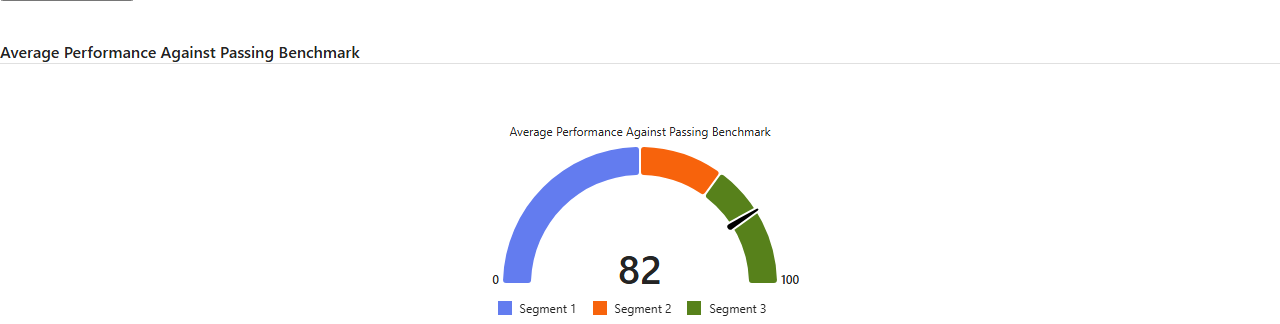 Average Performance Against Passing Benchmark
Average Performance Against Passing Benchmark
82
0
100
Segment 1
Segment 2
Segment 3